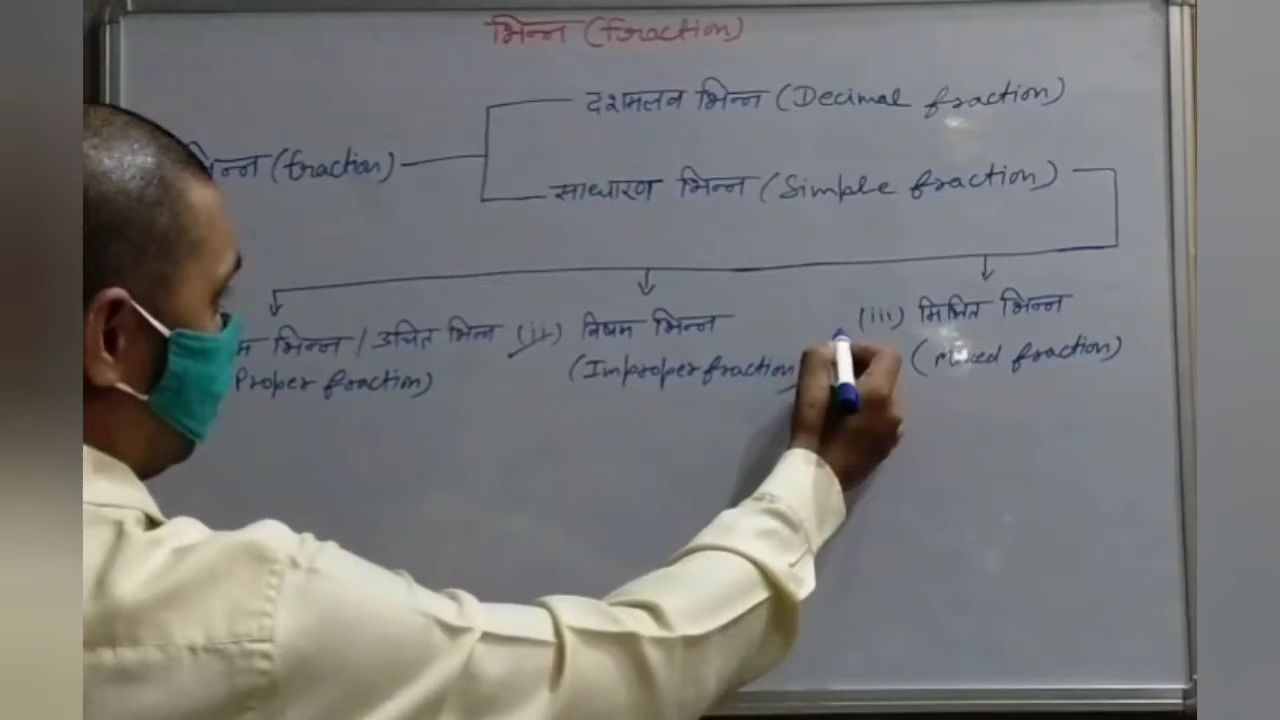 भिन्न (fraction)
दशमलव भिन्न (Decimal fraction)
भिन्न (fraction)
साधारण भिन्न (Simple fraction)
भिन्न / उचित भिन्न (ii) विषम भिन्न (iii) मिश्रित भिन्न
Proper fraction) (Improper fraction) (mixed fraction)